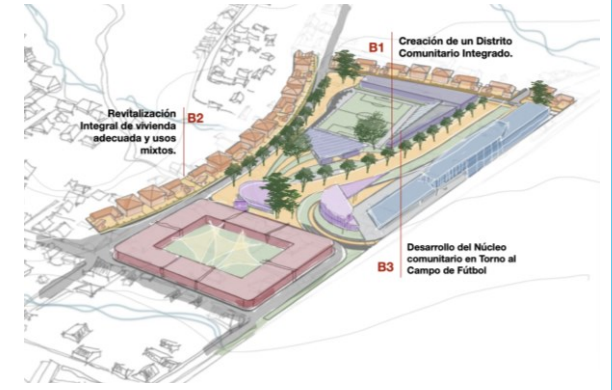 B1
Creación de un Distrito
Comunitario Integrado.
B2
Revitalización
Integral de vivienda
adecuada y usos
mixtos.
B3
Desarrollo del Núcleo
comunitario en Torno al
Campo de Fútbol